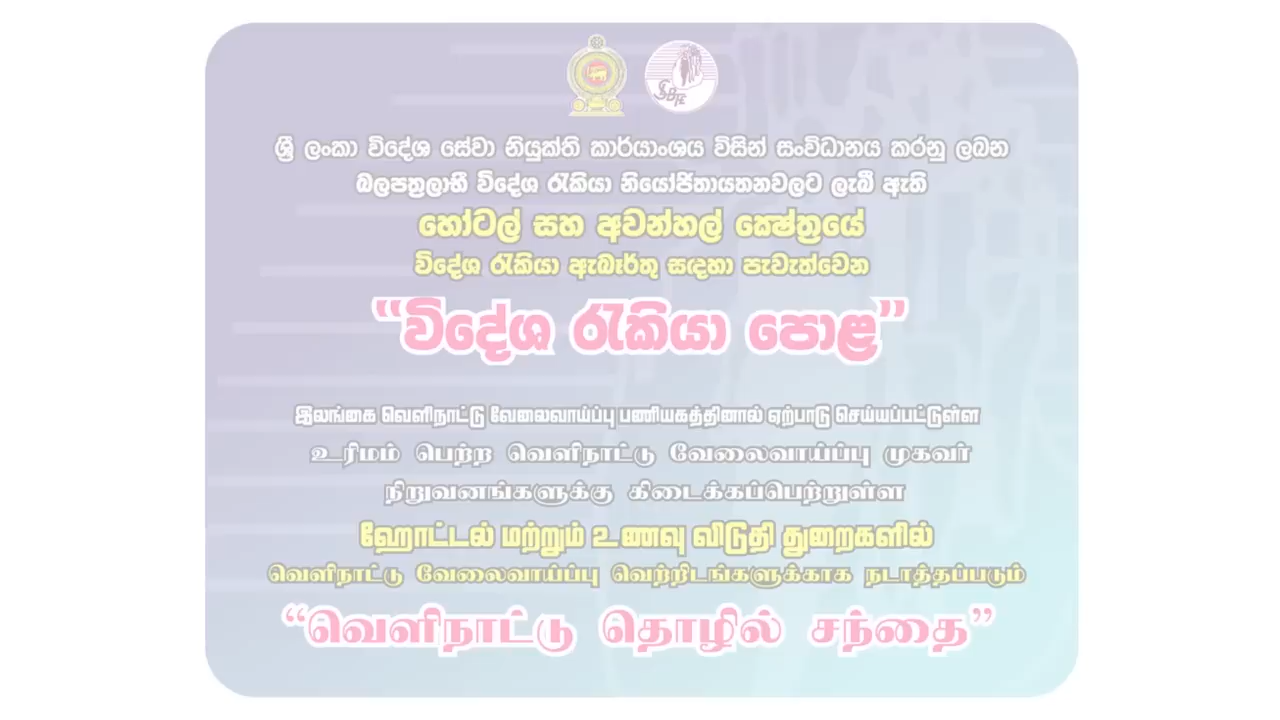 SBFE
ශ්‍රී ලංකා විදේශ සේවා නියුක්ති කාර්යාංශය විසින් සංවිධානය කරනු ලබන
බලපත්‍රලාභී විදේශ රැකියා නියෝජිතායතනවලට ලැබී ඇති
හෝටල් සහ අවන්හල් ක්‍ෂේත්‍රයේ
විදේශ රැකියා ඇබෑර්තු සඳහා පැවැත්වෙන
“විදේශ රැකියා පොළ”
இலங்கை வெளிநாட்டு வேலைவாய்ப்பு பணியகத்தினால் ஏற்பாடு செய்யப்பட்டுள்ள
உரிமம் பெற்ற வெளிநாட்டு வேலைவாய்ப்பு முகவர்
நிறுவனங்களுக்கு கிடைக்கப்பெற்றுள்ள
ஹோட்டல் மற்றும் உணவு விடுதி துறைகளில்
வெளிநாட்டு வேலைவாய்ப்பு வெற்றிடங்களுக்காக நடாத்தப்படும்
“வெளிநாட்டு தொழில் சந்தை”